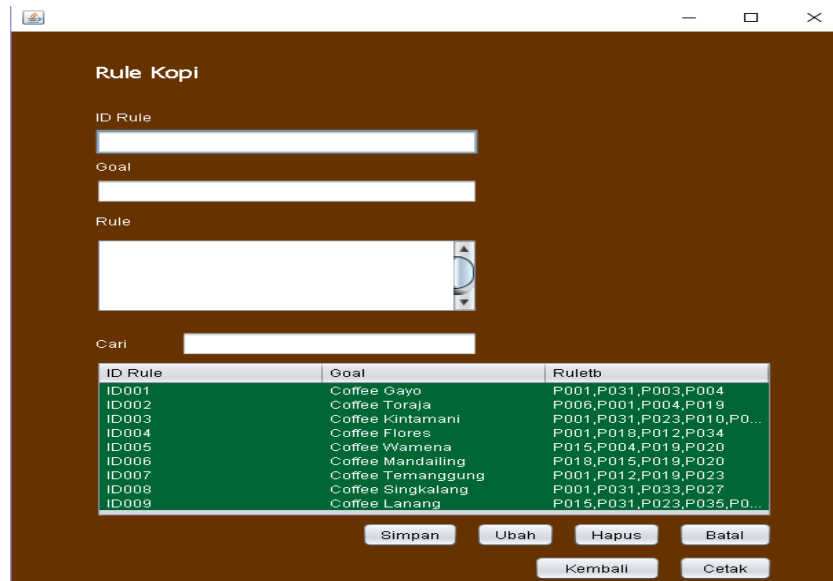 Rule Kopi
ID Rule
Goal
Rule
Cari
ID Rule Goal Ruletb
ID001 Coffee Gayo P001,P031,P003,P004
ID002 Coffee Toraja P006,P001,P004,P019
ID003 Coffee Kintamani P001,P031,P023,P010,P0...
ID004 Coffee Flores P001,P018,P012,P034
ID005 Coffee Wamena P015,P004,P019,P020
ID006 Coffee Mandailing P018,P015,P019,P020
ID007 Coffee Temanggung P001,P012,P019,P023
ID008 Coffee Singkalang P001,P031,P033,P027
ID009 Coffee Lanang P015,P031,P023,P035,P0...
Simpan Ubah Hapus Batal
Kembali Cetak